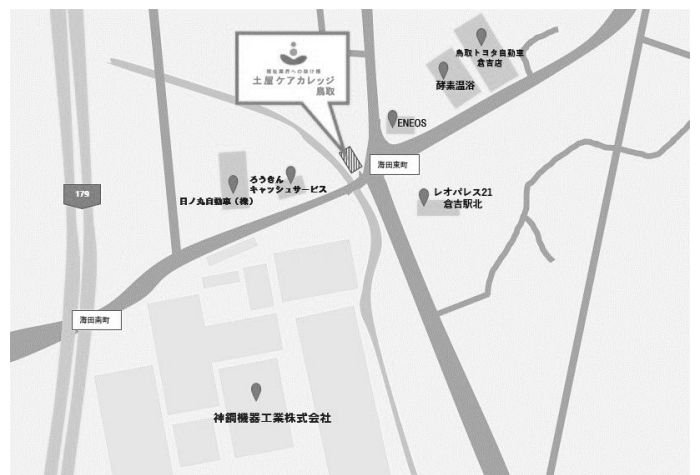 福祉業界への架け橋
土屋ケアカレッジ
鳥取
鳥取トヨタ自動車
倉吉店
酵素温浴
ENEOS
海田東町
ろうきん
キャッシュサービス
日ノ丸自動車（株）
レオパレス21
倉吉駅北
179
海田南町
神鋼機器工業株式会社